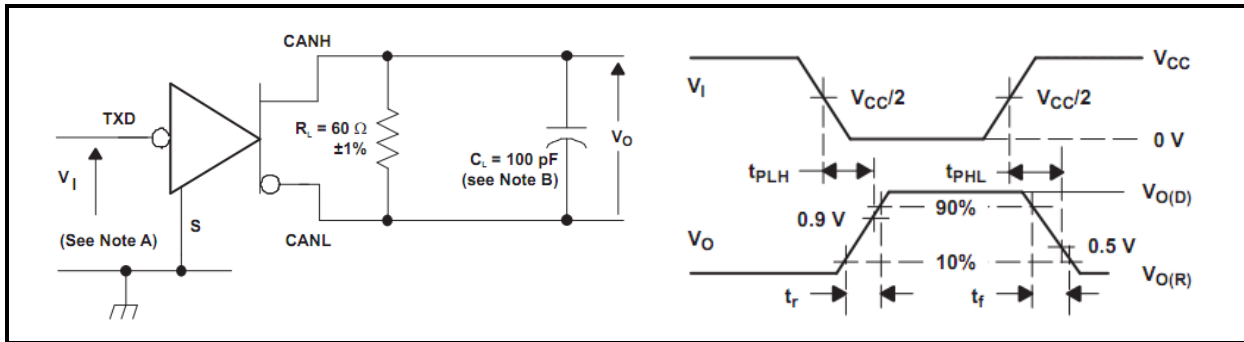 CANH
TXD
R_L = 60 Ω
±1%
C_L = 100 pF
(see Note B)
V_O
V_I
(See Note A)
S
CANL
V_I
V_CC/2
V_CC/2
V_CC
0 V
t_PLH
t_PHL
V_O
0.9 V
90%
10%
0.5 V
V_O(D)
V_O(R)
t_r
t_f